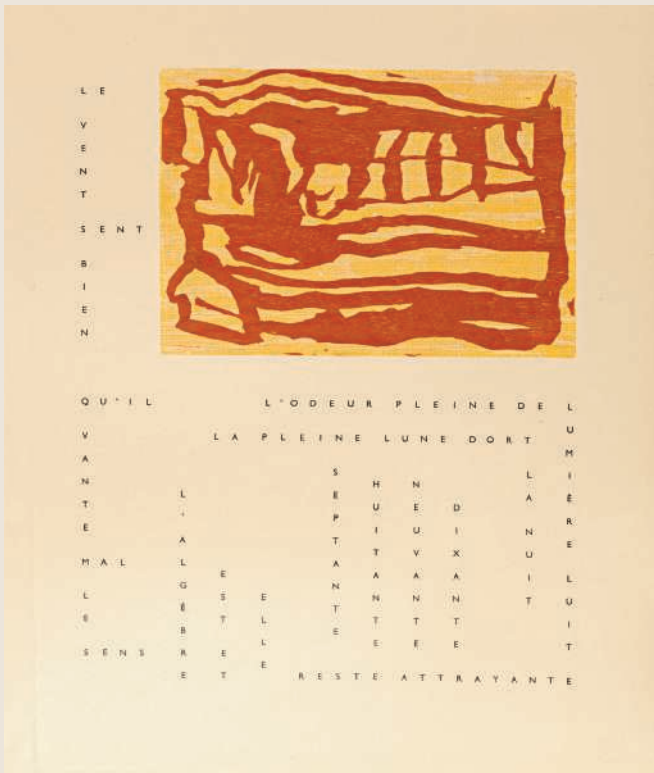 LE
VENT
SENT
BIEN
QU'IL
VANTE
MAL
LE
SENS
L'ODEUR PLEINE DE
LUMIÈRE LUIT
LA PLEINE LUNE DORT
L'ALGÈBRE
EST ET
ELLE
SEPTANTE
HUITANTE
NEUVANTE
DIXANTE
LA NUIT
RESTE ATTRAYANTE